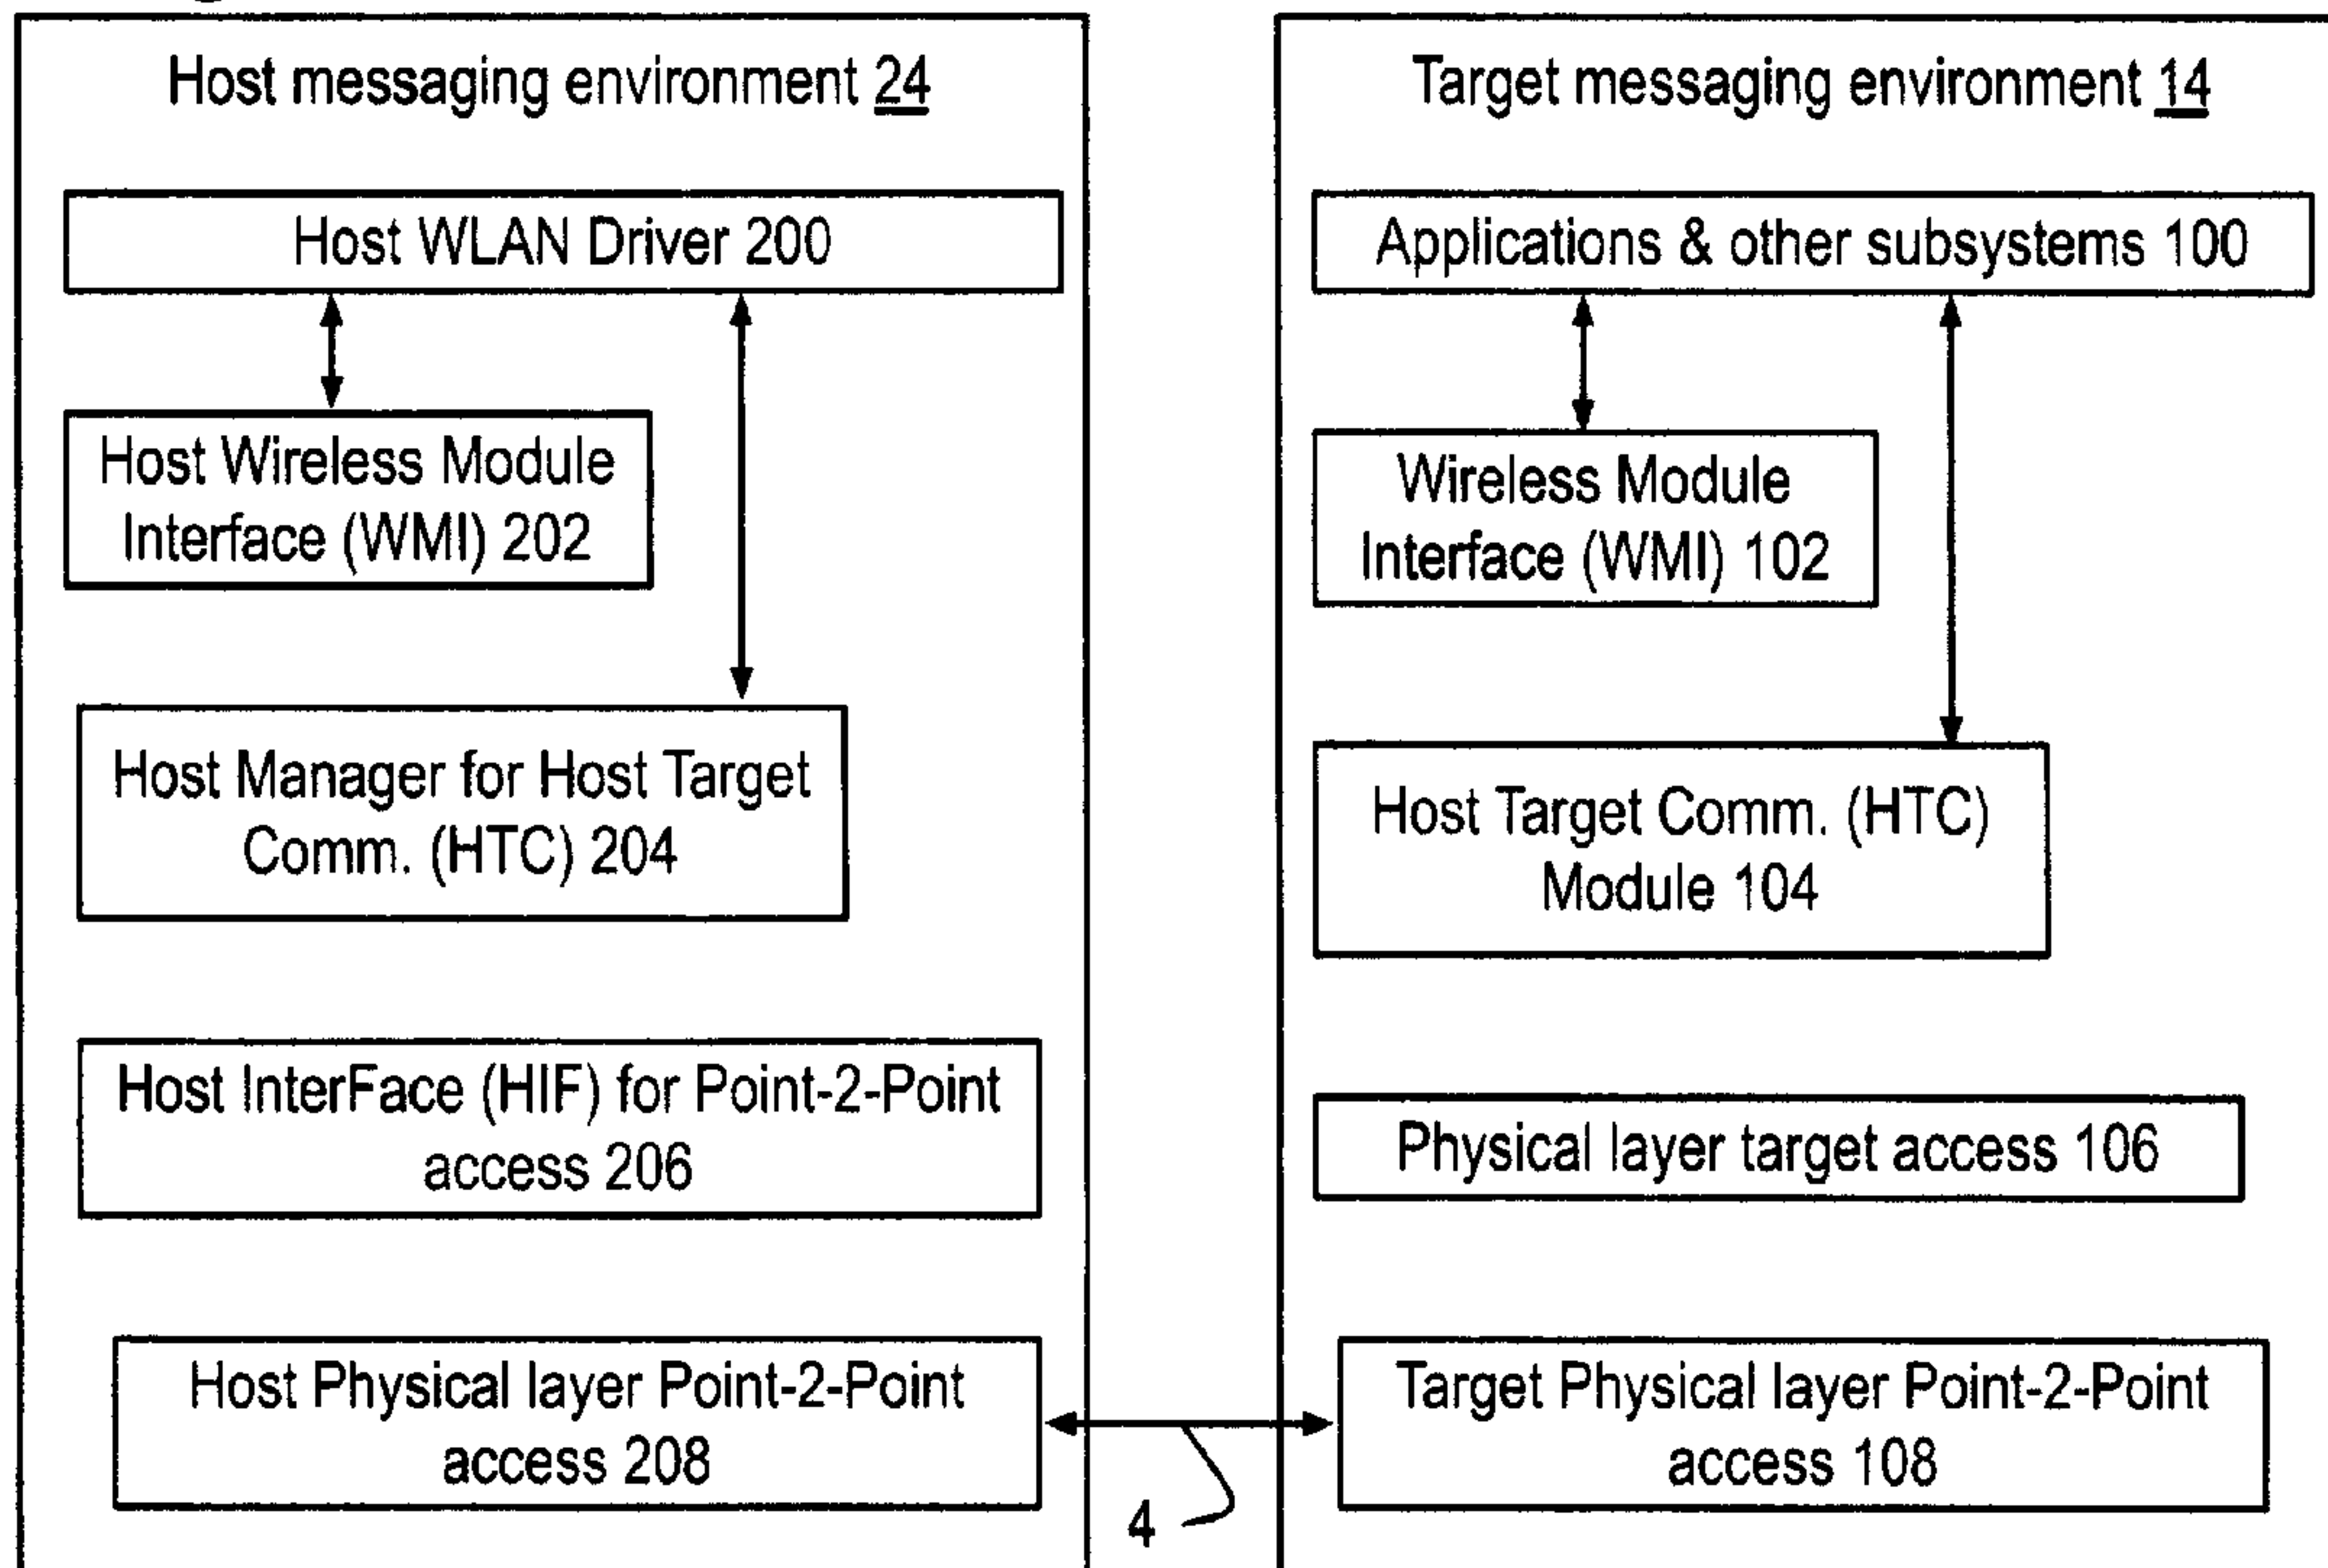 Host messaging environment 24
Host WLAN Driver 200
Host Wireless Module
Interface (WMI) 202
Host Manager for Host Target
Comm. (HTC) 204
Host InterFace (HIF) for Point-2-Point
access 206
Host Physical layer Point-2-Point
access 208
4
Target messaging environment 14
Applications & other subsystems 100
Wireless Module
Interface (WMI) 102
Host Target Comm. (HTC)
Module 104
Physical layer target access 106
Target Physical layer Point-2-Point
access 108